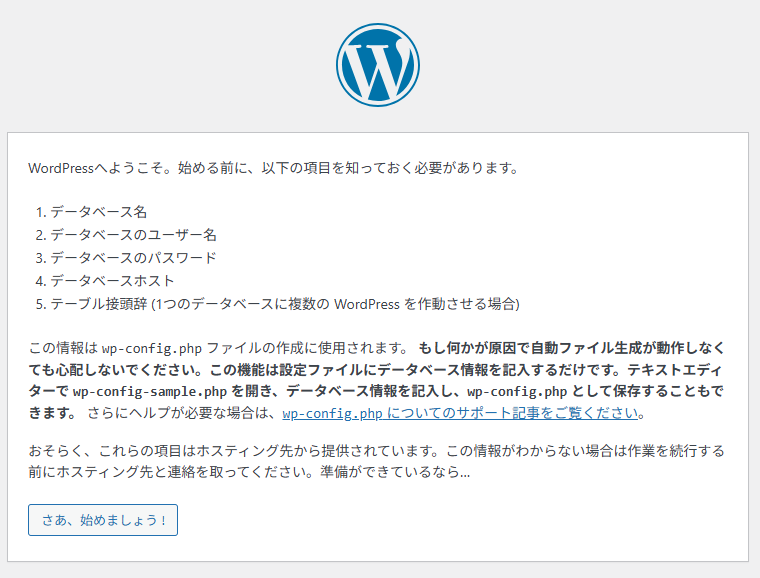 WordPressへようこそ。始める前に、以下の項目を知っておく必要があります。
1. データベース名
2. データベースのユーザー名
3. データベースのパスワード
4. データベースホスト
5. テーブル接頭辞 (1つのデータベースに複数の WordPress を作動させる場合)
この情報は wp-config.php ファイルの作成に使用されます。 もし何かが原因で自動ファイル生成が動作しなく
ても心配しないでください。この機能は設定ファイルにデータベース情報を記入するだけです。テキストエディ
ターで wp-config-sample.php を開き、データベース情報を記入し、wp-config.php として保存することもで
きます。 さらにヘルプが必要な場合は、wp-config.php についてのサポート記事をご覧ください。
おそらく、これらの項目はホスティング先から提供されています。この情報がわからない場合は作業を続行する
前にホスティング先と連絡を取ってください。準備ができているなら…
さあ、始めましょう !